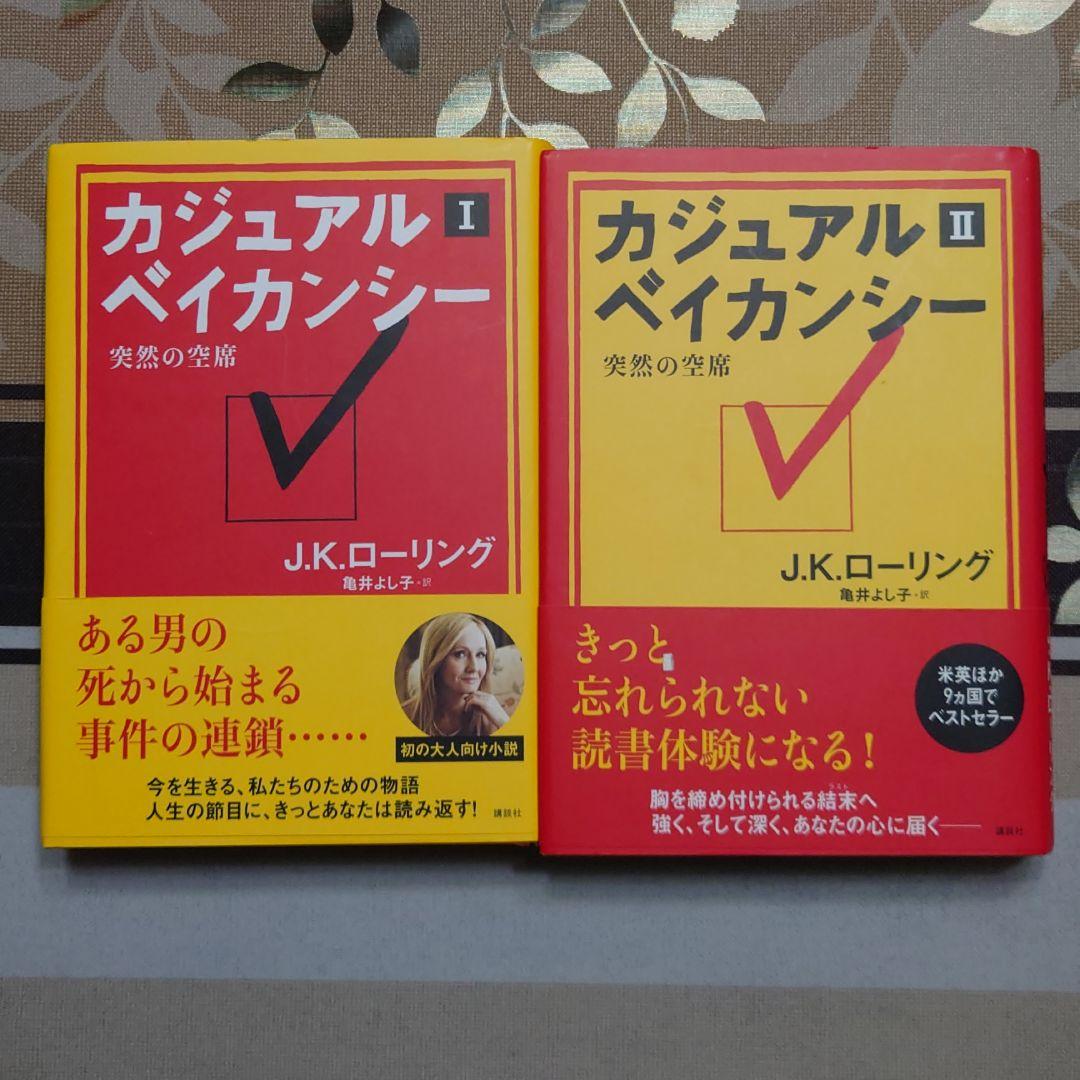 カジュアル I
ベイカンシー
突然の空席
J.K.ローリング
亀井よし子・訳
ある男の
死から始まる
事件の連鎖……
初の大人向け小説
今を生きる、私たちのための物語
人生の節目に、きっとあなたは読み返す!
講談社
カジュアル II
ベイカンシー
突然の空席
J.K.ローリング
亀井よし子・訳
きっと
忘れられない
読書体験になる!
米英ほか
9ヵ国で
ベストセラー
ラスト
胸を締め付けられる結末へ
強く、そして深く、あなたの心に届く──
講談社